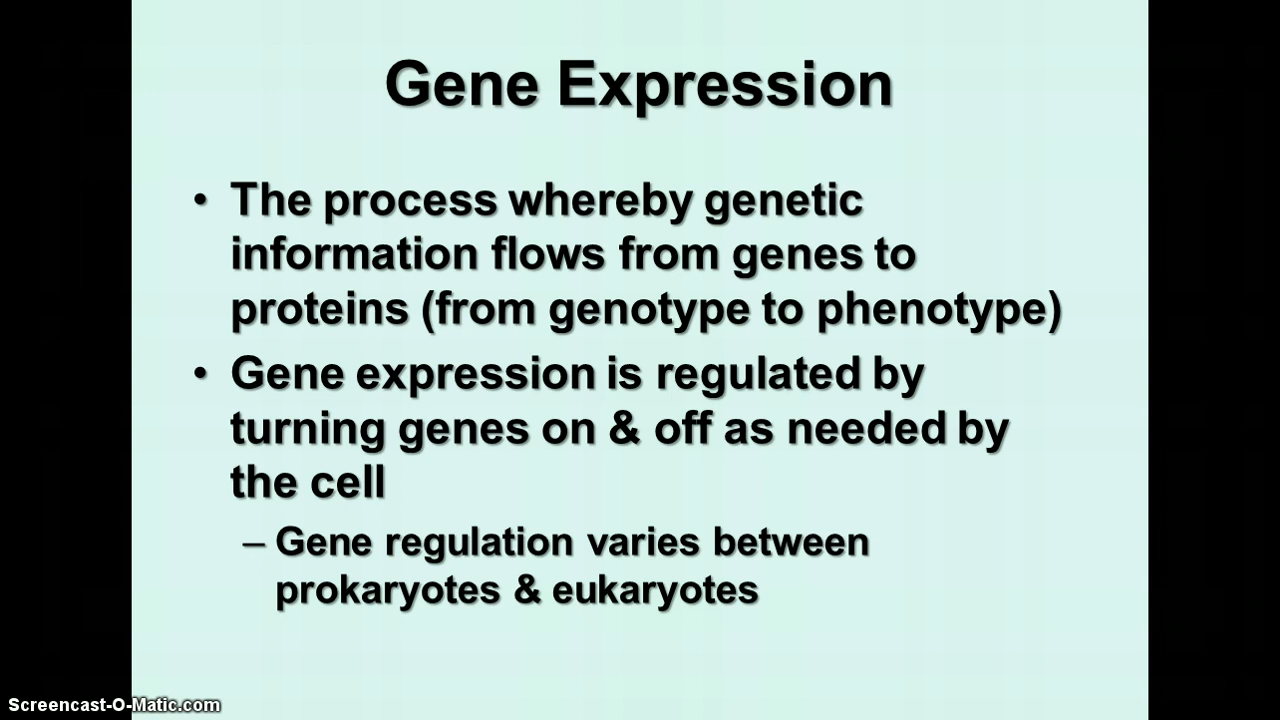 Gene Expression
• The process whereby genetic
information flows from genes to
proteins (from genotype to phenotype)
• Gene expression is regulated by
turning genes on & off as needed by
the cell
– Gene regulation varies between
prokaryotes & eukaryotes
Screencast-O-Matic.com